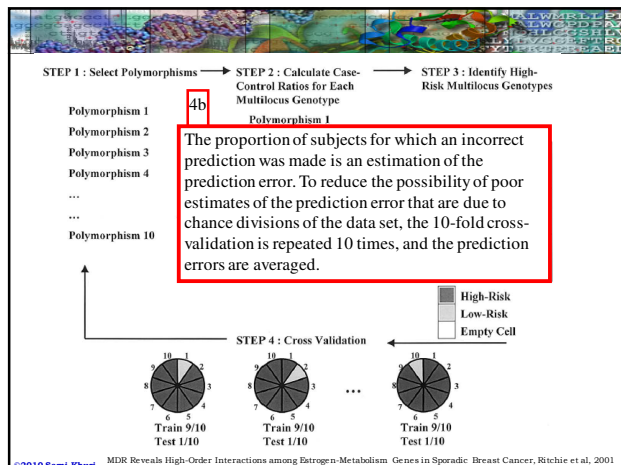 STEP 1 : Select Polymorphisms
STEP 2 : Calculate Case-
Control Ratios for Each
Multilocus Genotype
STEP 3 : Identify High-
Risk Multilocus Genotypes
Polymorphism 1
Polymorphism 2
Polymorphism 3
Polymorphism 4
...
...
Polymorphism 10
4b
Polymorphism 1
The proportion of subjects for which an incorrect
prediction was made is an estimation of the
prediction error. To reduce the possibility of poor
estimates of the prediction error that are due to
chance divisions of the data set, the 10-fold cross-
validation is repeated 10 times, and the prediction
errors are averaged.
High-Risk
Low-Risk
Empty Cell
STEP 4 : Cross Validation
10 1 2 3 4 5 6 7 8 9
Train 9/10
Test 1/10
10 1 2 3 4 5 6 7 8 9
Train 9/10
Test 1/10
...
10 1 2 3 4 5 6 7 8 9
Train 9/10
Test 1/10
©2010 Sami Khuri
MDR Reveals High-Order Interactions among Estrogen-Metabolism Genes in Sporadic Breast Cancer, Ritchie et al, 2001